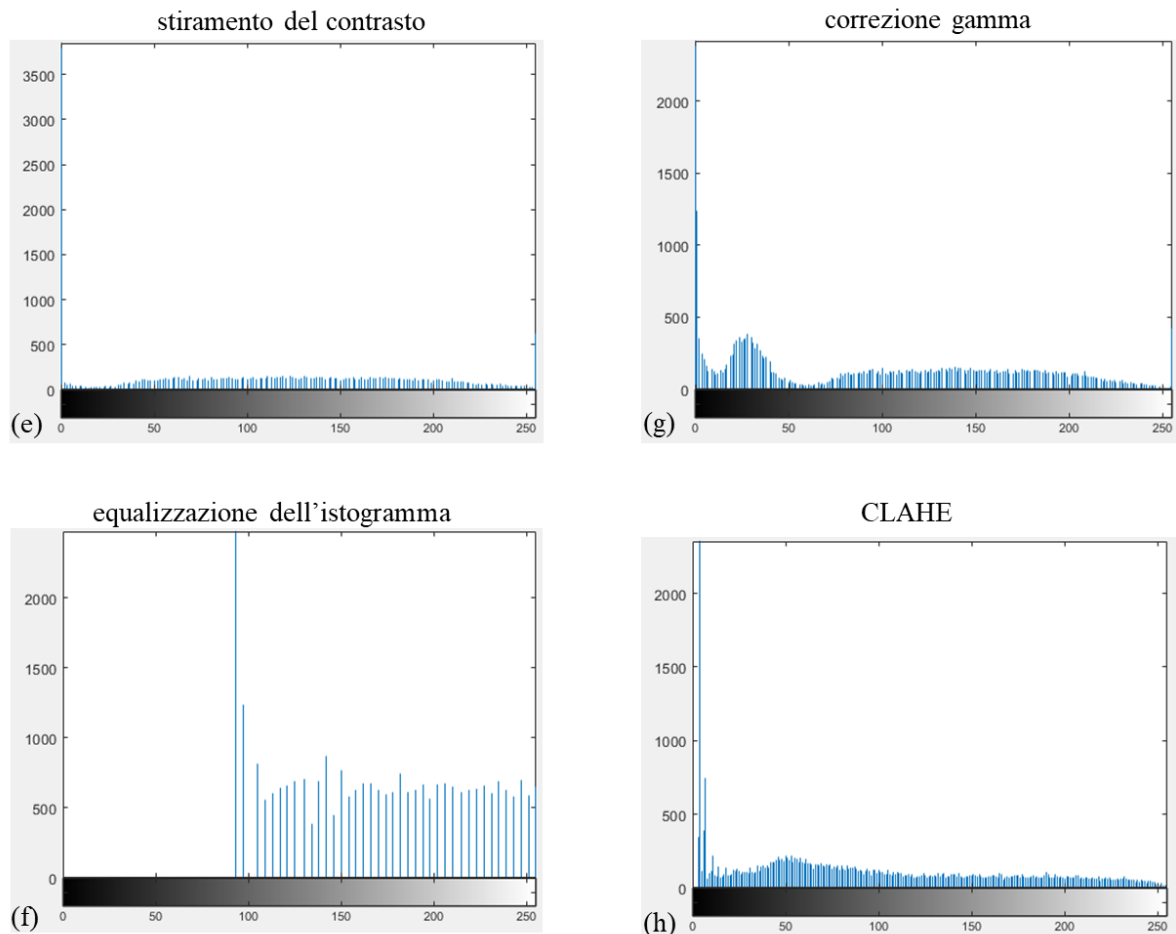 stiramento del contrasto
3500
3000
2500
2000
1500
1000
500
0
0 50 100 150 200 250
(e)
correzione gamma
2000
1500
1000
500
0
0 50 100 150 200 250
(g)
equalizzazione dell’istogramma
2000
1500
1000
500
0
0 50 100 150 200 250
(f)
CLAHE
2000
1500
1000
500
0
0 50 100 150 200 250
(h)